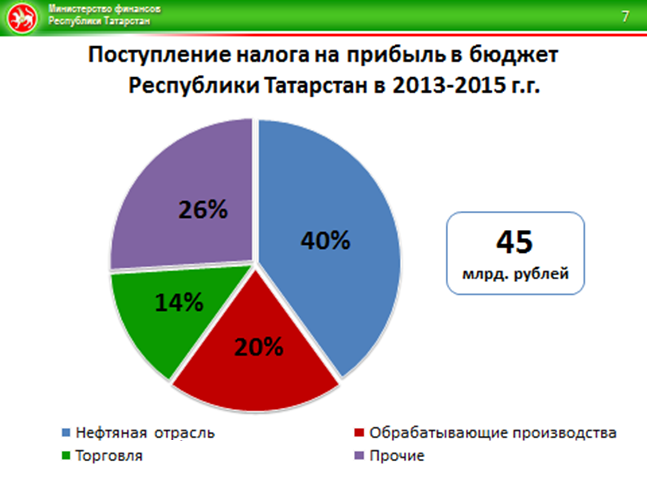 Министерство финансов
Республики Татарстан
7
Поступление налога на прибыль в бюджет
Республики Татарстан в 2013-2015 г.г.
26%
40%
45
млрд. рублей
14%
20%
Нефтяная отрасль
Обрабатывающие производства
Торговля
Прочие